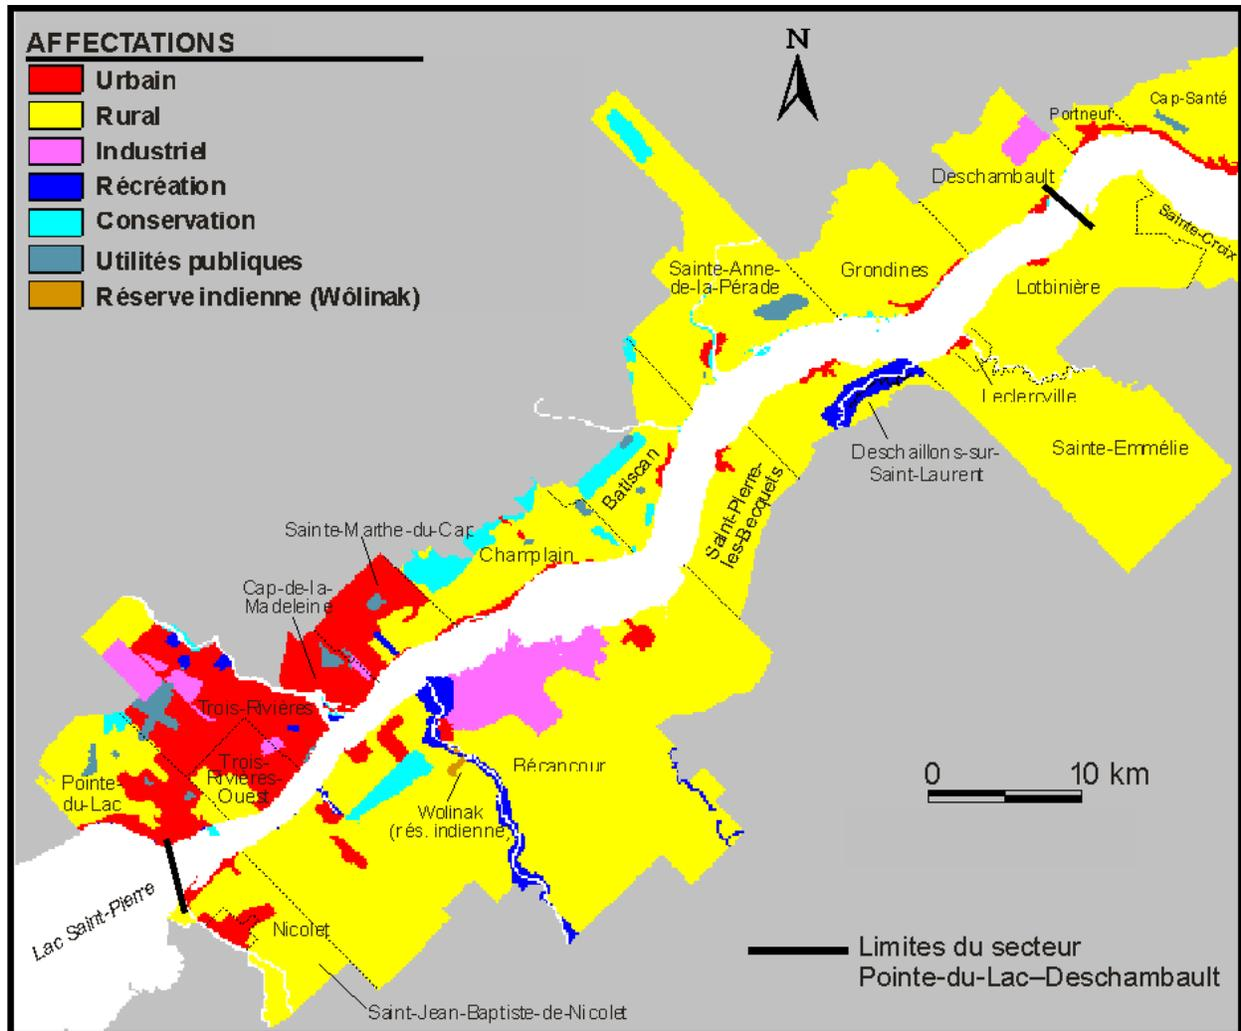 AFFECTATIONS
Urbain
Rural
Industriel
Récréation
Conservation
Utilités publiques
Réserve indienne (Wôlinak)
N
Cap-Santé
Portneuf
Deschambault
Sainte-Croix
Sainte-Anne-
de-la-Pérade
Grondines
Lotbinière
Leclercville
Deschaillons-sur-
Saint-Laurent
Sainte-Emmélie
Batiscan
Saint-Pierre-
les-Becquets
Sainte-Marthe-du-Cap
Champlain
Cap-de-la-
Madeleine
Trois-Rivières
Trois-
Rivières-
Ouest
Pointe-
du-Lac
Bécancour
Wolinak
(rés. indienne)
0 10 km
Lac Saint-Pierre
Nicolet
Saint-Jean-Baptiste-de-Nicolet
Limites du secteur
Pointe-du-Lac–Deschambault